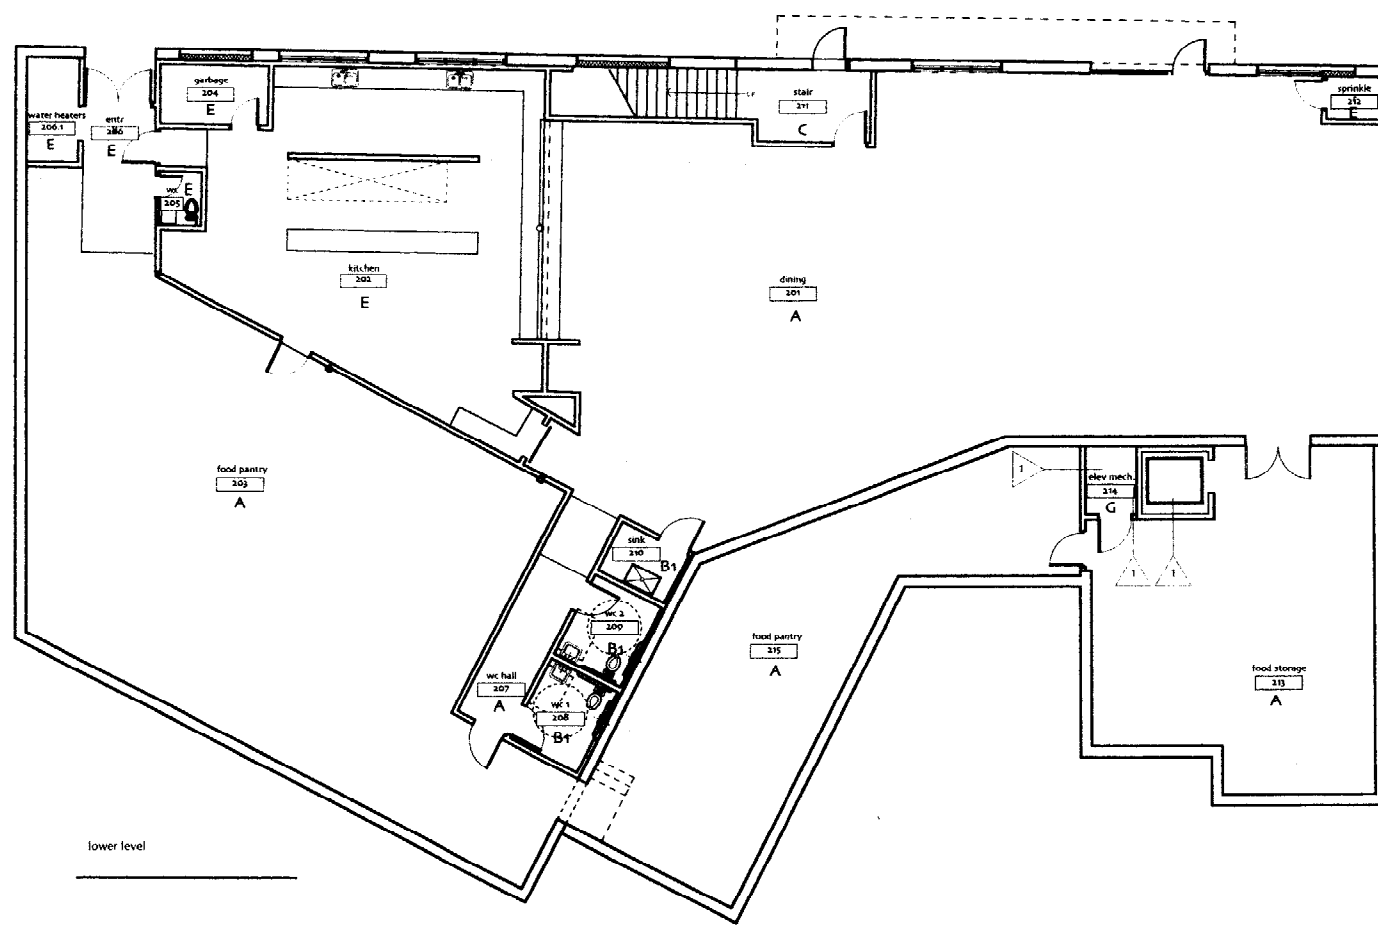 garbage
204
E
stair
211
C
UP
sprinkle
212
E
water heaters
206.1
E
entr
206
E
wc
E
205
kitchen
202
E
dining
201
A
food pantry
203
A
elev mech.
214
G
1
1
1
sink
210
B1
wc 2
209
B1
food pantry
215
A
wc hall
207
A
wc 1
208
B1
food storage
213
A
lower level